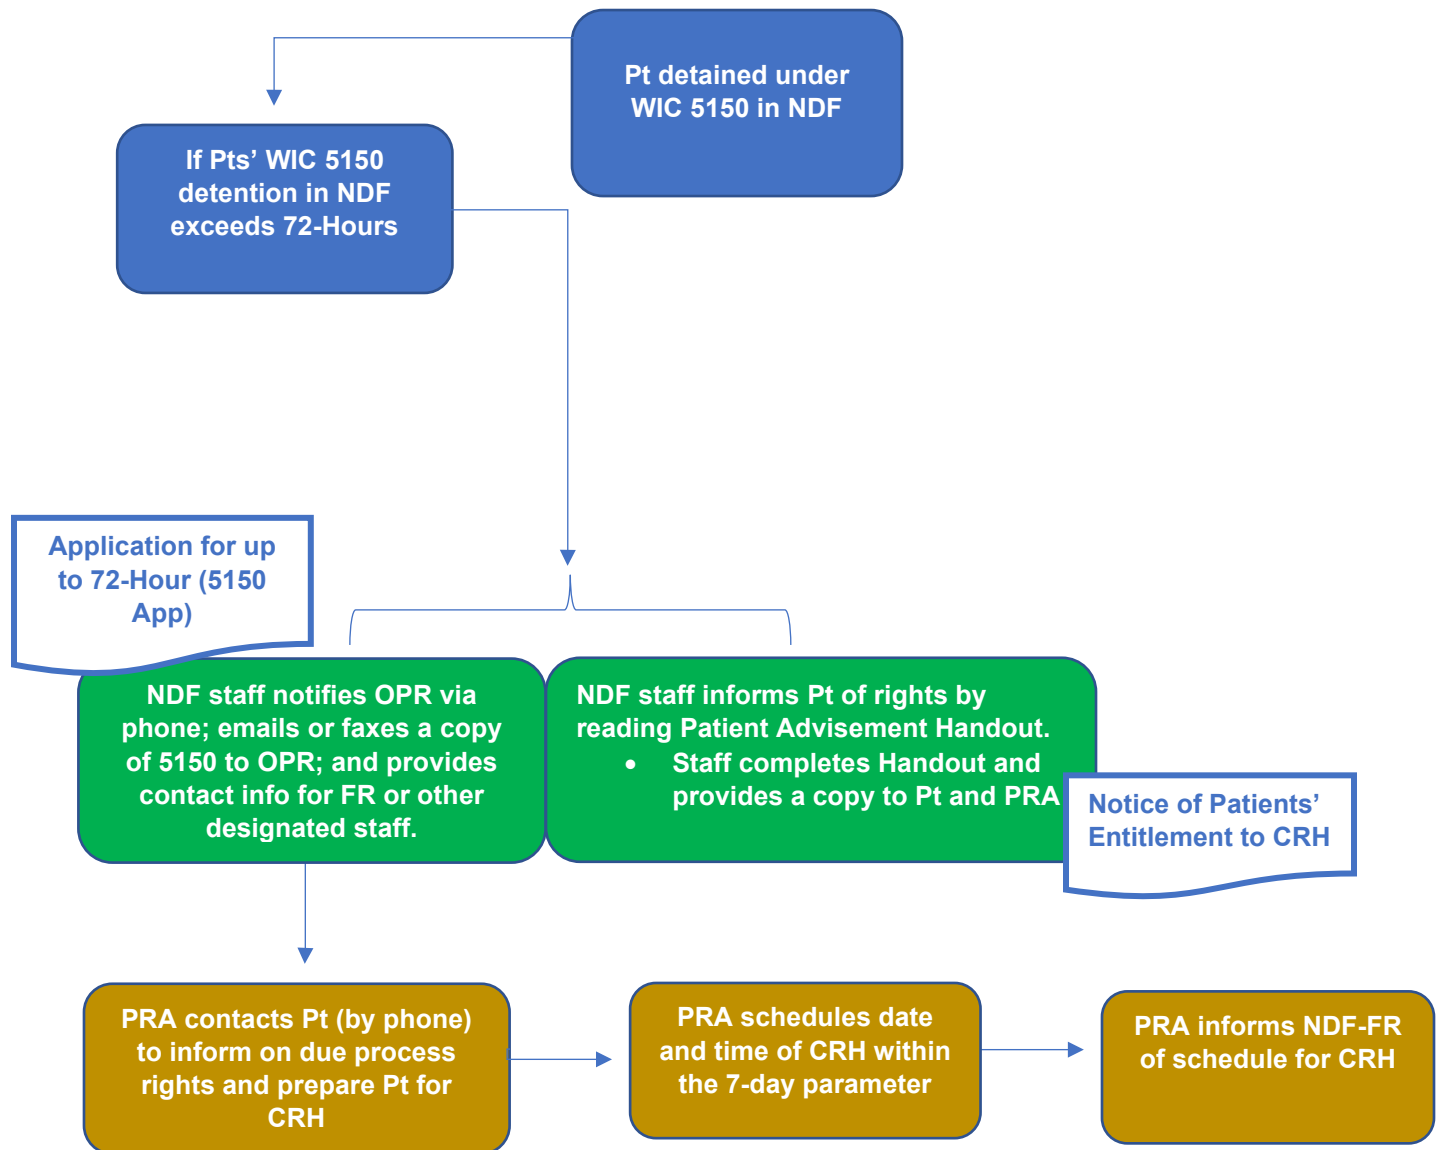 Pt detained under
WIC 5150 in NDF
If Pts’ WIC 5150
detention in NDF
exceeds 72-Hours
Application for up
to 72-Hour (5150
App)
NDF staff notifies OPR via
phone; emails or faxes a copy
of 5150 to OPR; and provides
contact info for FR or other
designated staff.
NDF staff informs Pt of rights by
reading Patient Advisement Handout.
• Staff completes Handout and
provides a copy to Pt and PRA
Notice of Patients’
Entitlement to CRH
PRA contacts Pt (by phone)
to inform on due process
rights and prepare Pt for
CRH
PRA schedules date
and time of CRH within
the 7-day parameter
PRA informs NDF-FR
of schedule for CRH